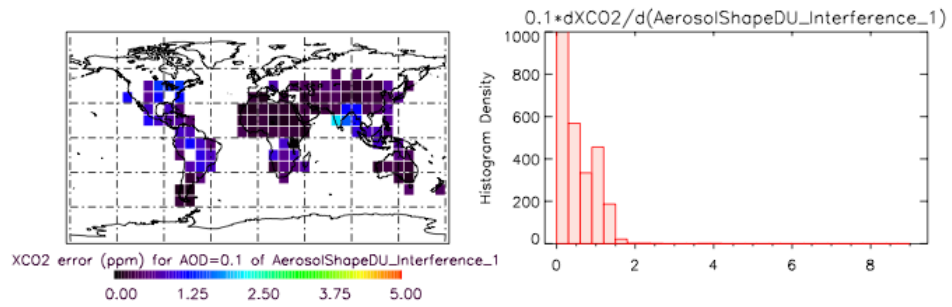 0.1*dXCO2/d(AerosolShapeDU_Interference_1)
1000
800
600
400
200
0
Histogram Density
0 2 4 6 8
XCO2 error (ppm) for AOD=0.1 of AerosolShapeDU_Interference_1
0.00 1.25 2.50 3.75 5.00